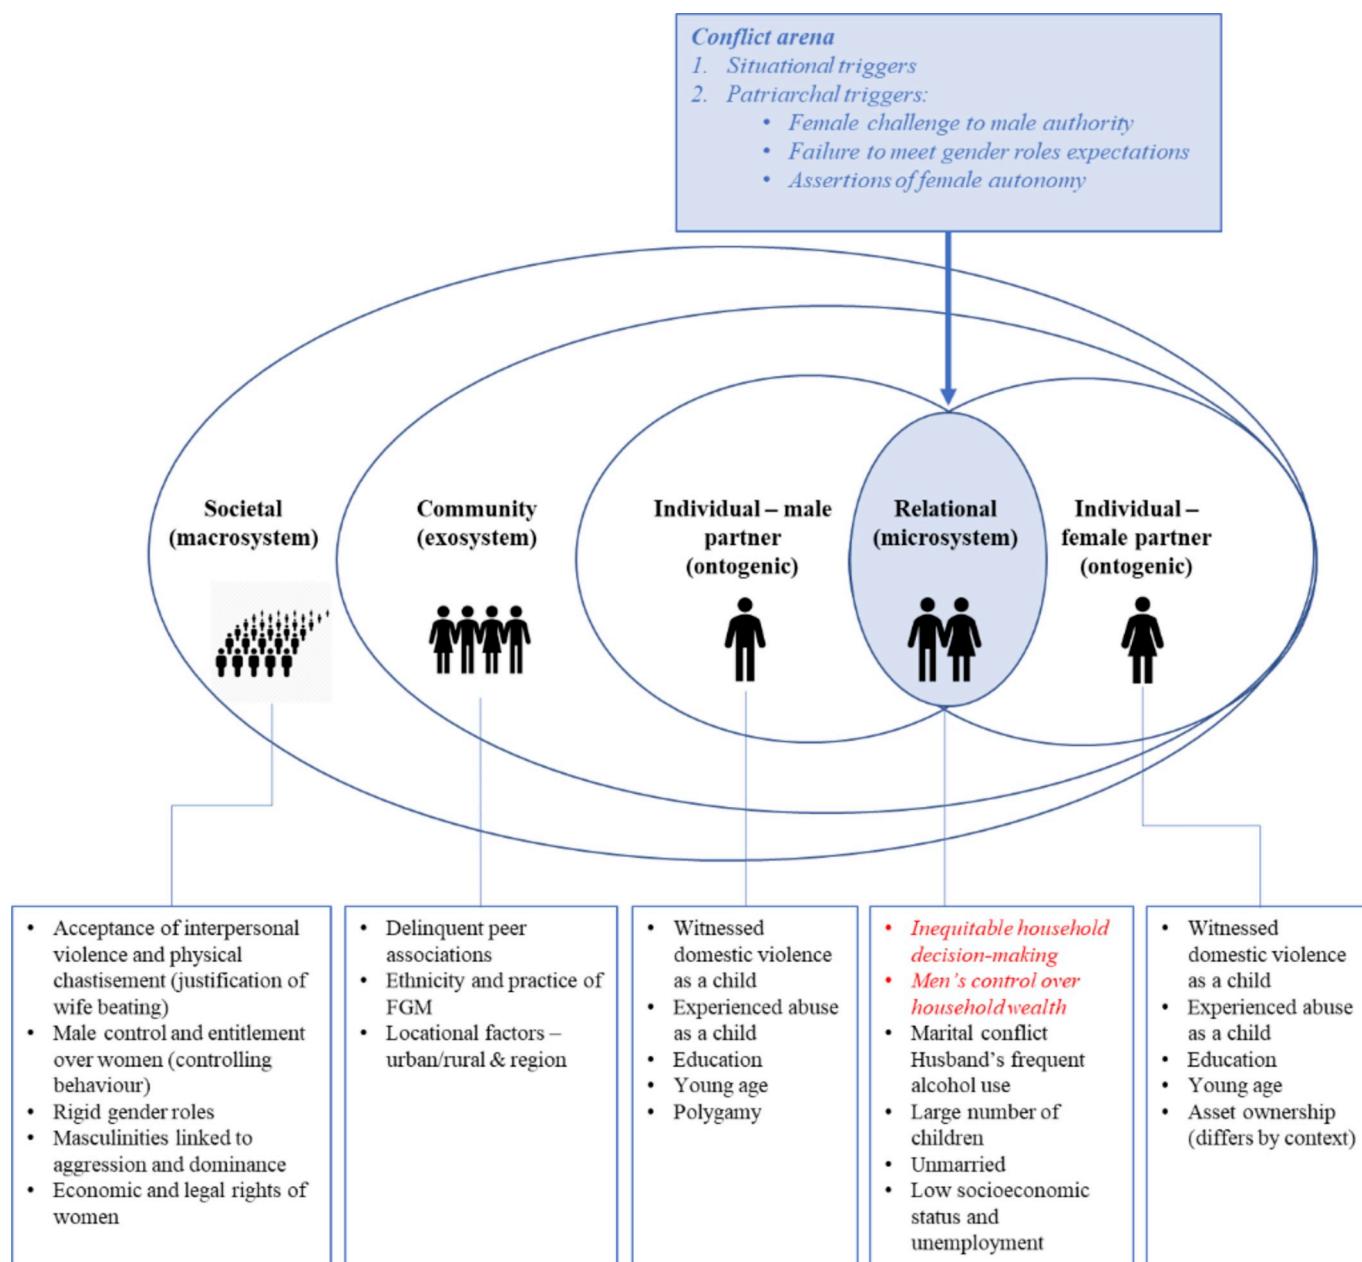 Conflict arena
1. Situational triggers
2. Patriarchal triggers:
• Female challenge to male authority
• Failure to meet gender roles expectations
• Assertions of female autonomy
Societal
(macrosystem)
Community
(exosystem)
Individual – male
partner
(ontogenic)
Relational
(microsystem)
Individual –
female partner
(ontogenic)
• Acceptance of interpersonal
violence and physical
chastisement (justification of
wife beating)
• Male control and entitlement
over women (controlling
behaviour)
• Rigid gender roles
• Masculinities linked to
aggression and dominance
• Economic and legal rights of
women
• Delinquent peer
associations
• Ethnicity and practice of
FGM
• Locational factors –
urban/rural & region
• Witnessed
domestic violence
as a child
• Experienced abuse
as a child
• Education
• Young age
• Polygamy
• Inequitable household
decision-making
• Men's control over
household wealth
• Marital conflict
Husband's frequent
alcohol use
• Large number of
children
• Unmarried
• Low socioeconomic
status and
unemployment
• Witnessed
domestic violence
as a child
• Experienced abuse
as a child
• Education
• Young age
• Asset ownership
(differs by context)